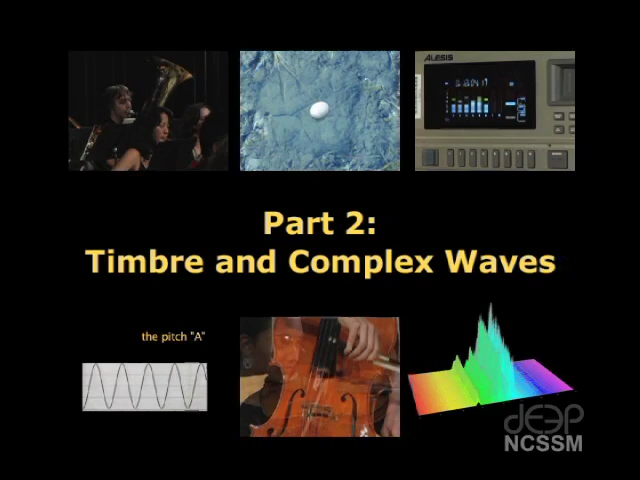 ALESIS
Part 2:
Timbre and Complex Waves
the pitch "A"
deep
NCSSM